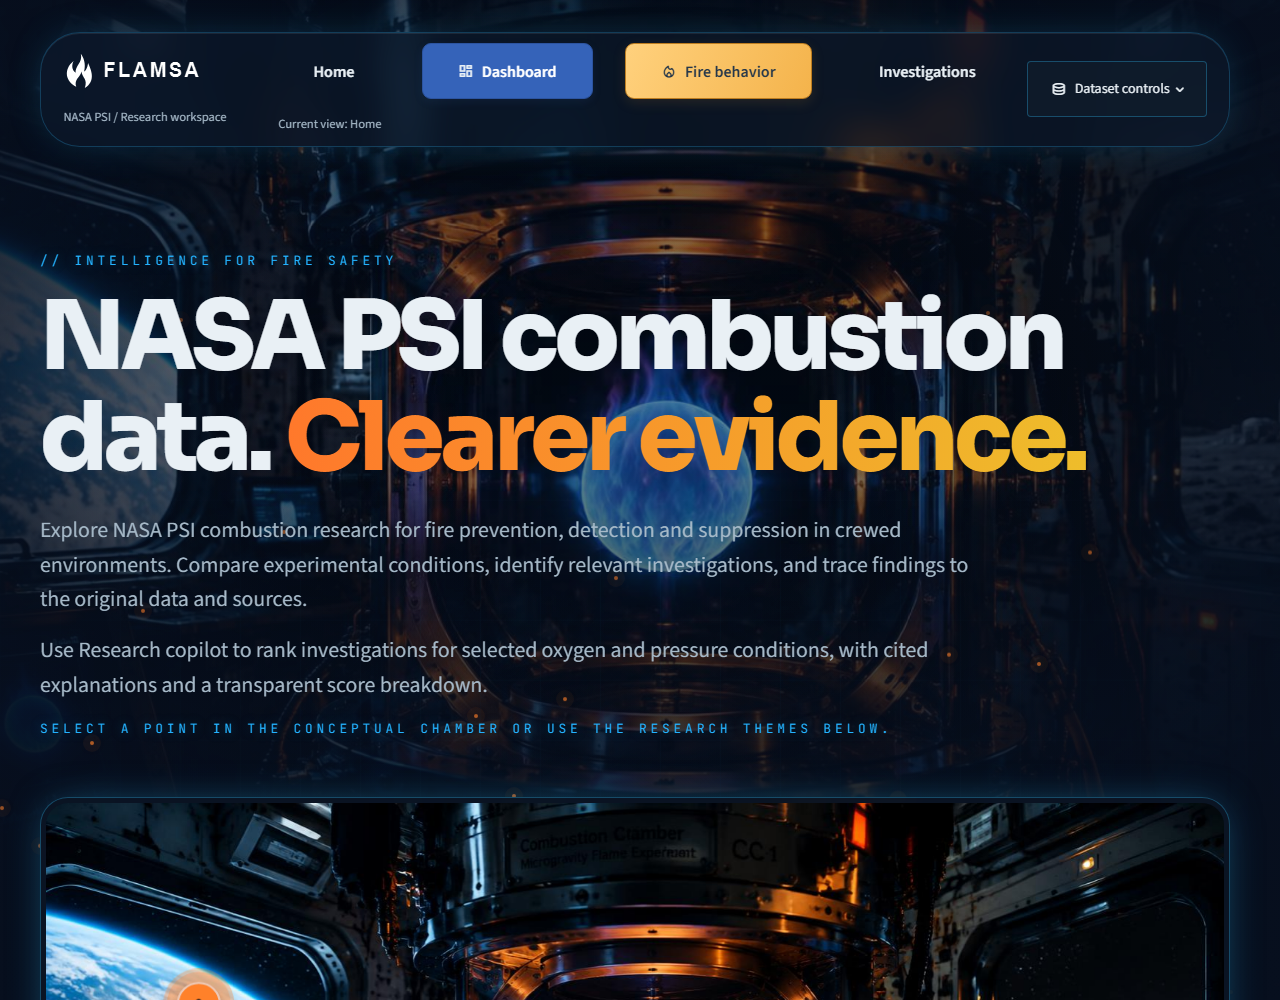 FLAMSA
Home
Dashboard
Fire behavior
Investigations
Dataset controls
NASA PSI / Research workspace
Current view: Home
// INTELLIGENCE FOR FIRE SAFETY
NASA PSI combustion
data. Clearer evidence.
Explore NASA PSI combustion research for fire prevention, detection and suppression in crewed
environments. Compare experimental conditions, identify relevant investigations, and trace findings to
the original data and sources.
Use Research copilot to rank investigations for selected oxygen and pressure conditions, with cited
explanations and a transparent score breakdown.
SELECT A POINT IN THE CONCEPTUAL CHAMBER OR USE THE RESEARCH THEMES BELOW.
Combustion
CC1
Microgravity Flame